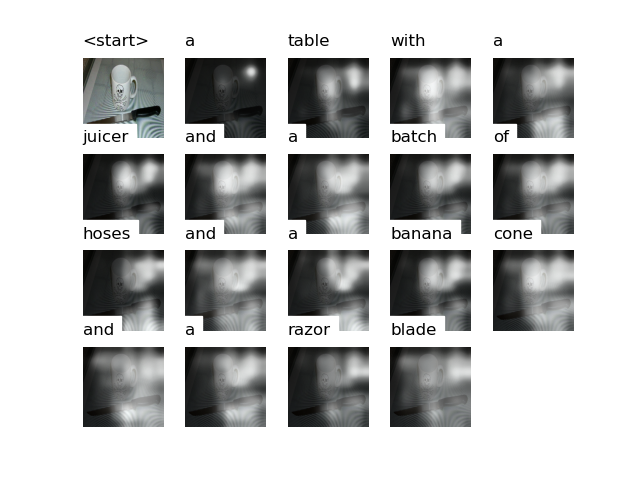 <start> a table with a
juicer and a batch of
hoses and a banana cone
and a razor blade